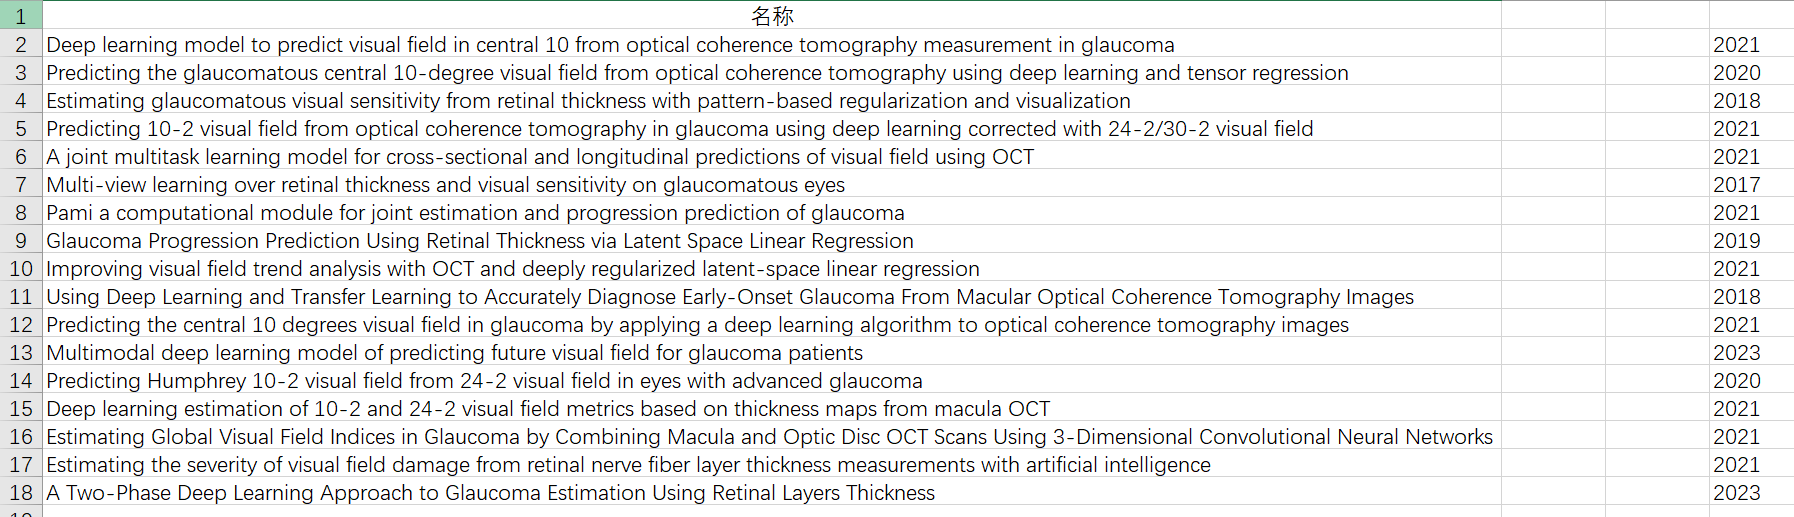 1 名称
2 Deep learning model to predict visual field in central 10 from optical coherence tomography measurement in glaucoma 2021
3 Predicting the glaucomatous central 10-degree visual field from optical coherence tomography using deep learning and tensor regression 2020
4 Estimating glaucomatous visual sensitivity from retinal thickness with pattern-based regularization and visualization 2018
5 Predicting 10-2 visual field from optical coherence tomography in glaucoma using deep learning corrected with 24-2/30-2 visual field 2021
6 A joint multitask learning model for cross-sectional and longitudinal predictions of visual field using OCT 2021
7 Multi-view learning over retinal thickness and visual sensitivity on glaucomatous eyes 2017
8 Pami a computational module for joint estimation and progression prediction of glaucoma 2021
9 Glaucoma Progression Prediction Using Retinal Thickness via Latent Space Linear Regression 2019
10 Improving visual field trend analysis with OCT and deeply regularized latent-space linear regression 2021
11 Using Deep Learning and Transfer Learning to Accurately Diagnose Early-Onset Glaucoma From Macular Optical Coherence Tomography Images 2018
12 Predicting the central 10 degrees visual field in glaucoma by applying a deep learning algorithm to optical coherence tomography images 2021
13 Multimodal deep learning model of predicting future visual field for glaucoma patients 2023
14 Predicting Humphrey 10-2 visual field from 24-2 visual field in eyes with advanced glaucoma 2020
15 Deep learning estimation of 10-2 and 24-2 visual field metrics based on thickness maps from macula OCT 2021
16 Estimating Global Visual Field Indices in Glaucoma by Combining Macula and Optic Disc OCT Scans Using 3-Dimensional Convolutional Neural Networks 2021
17 Estimating the severity of visual field damage from retinal nerve fiber layer thickness measurements with artificial intelligence 2021
18 A Two-Phase Deep Learning Approach to Glaucoma Estimation Using Retinal Layers Thickness 2023